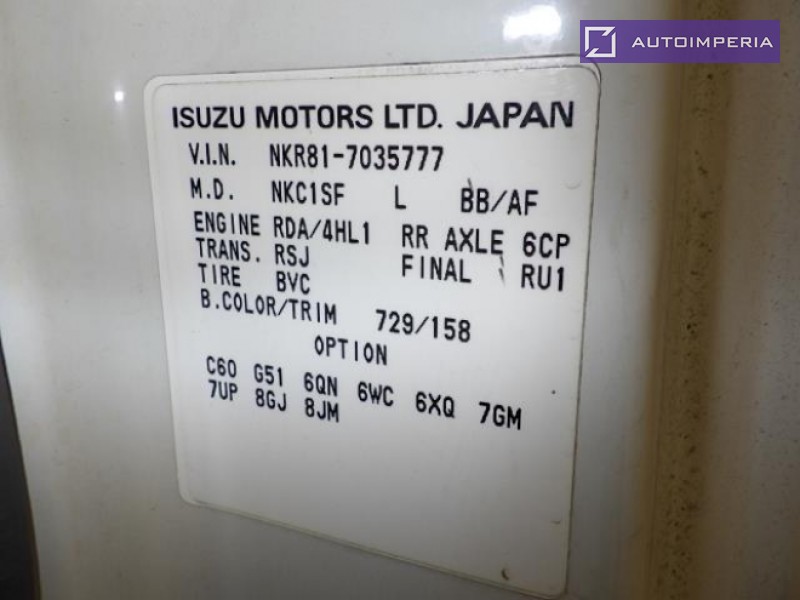 AUTOIMPERIA
ISUZU MOTORS LTD. JAPAN
V.I.N. NKR81-7035777
M.D. NKC1SF L BB/AF
ENGINE RDA/4HL1 RR AXLE 6CP
TRANS. RSJ FINAL RU1
TIRE BVC
B.COLOR/TRIM 729/158
OPTION
C60 G51 6QN 6WC 6XQ 7GM
7UP 8GJ 8JM